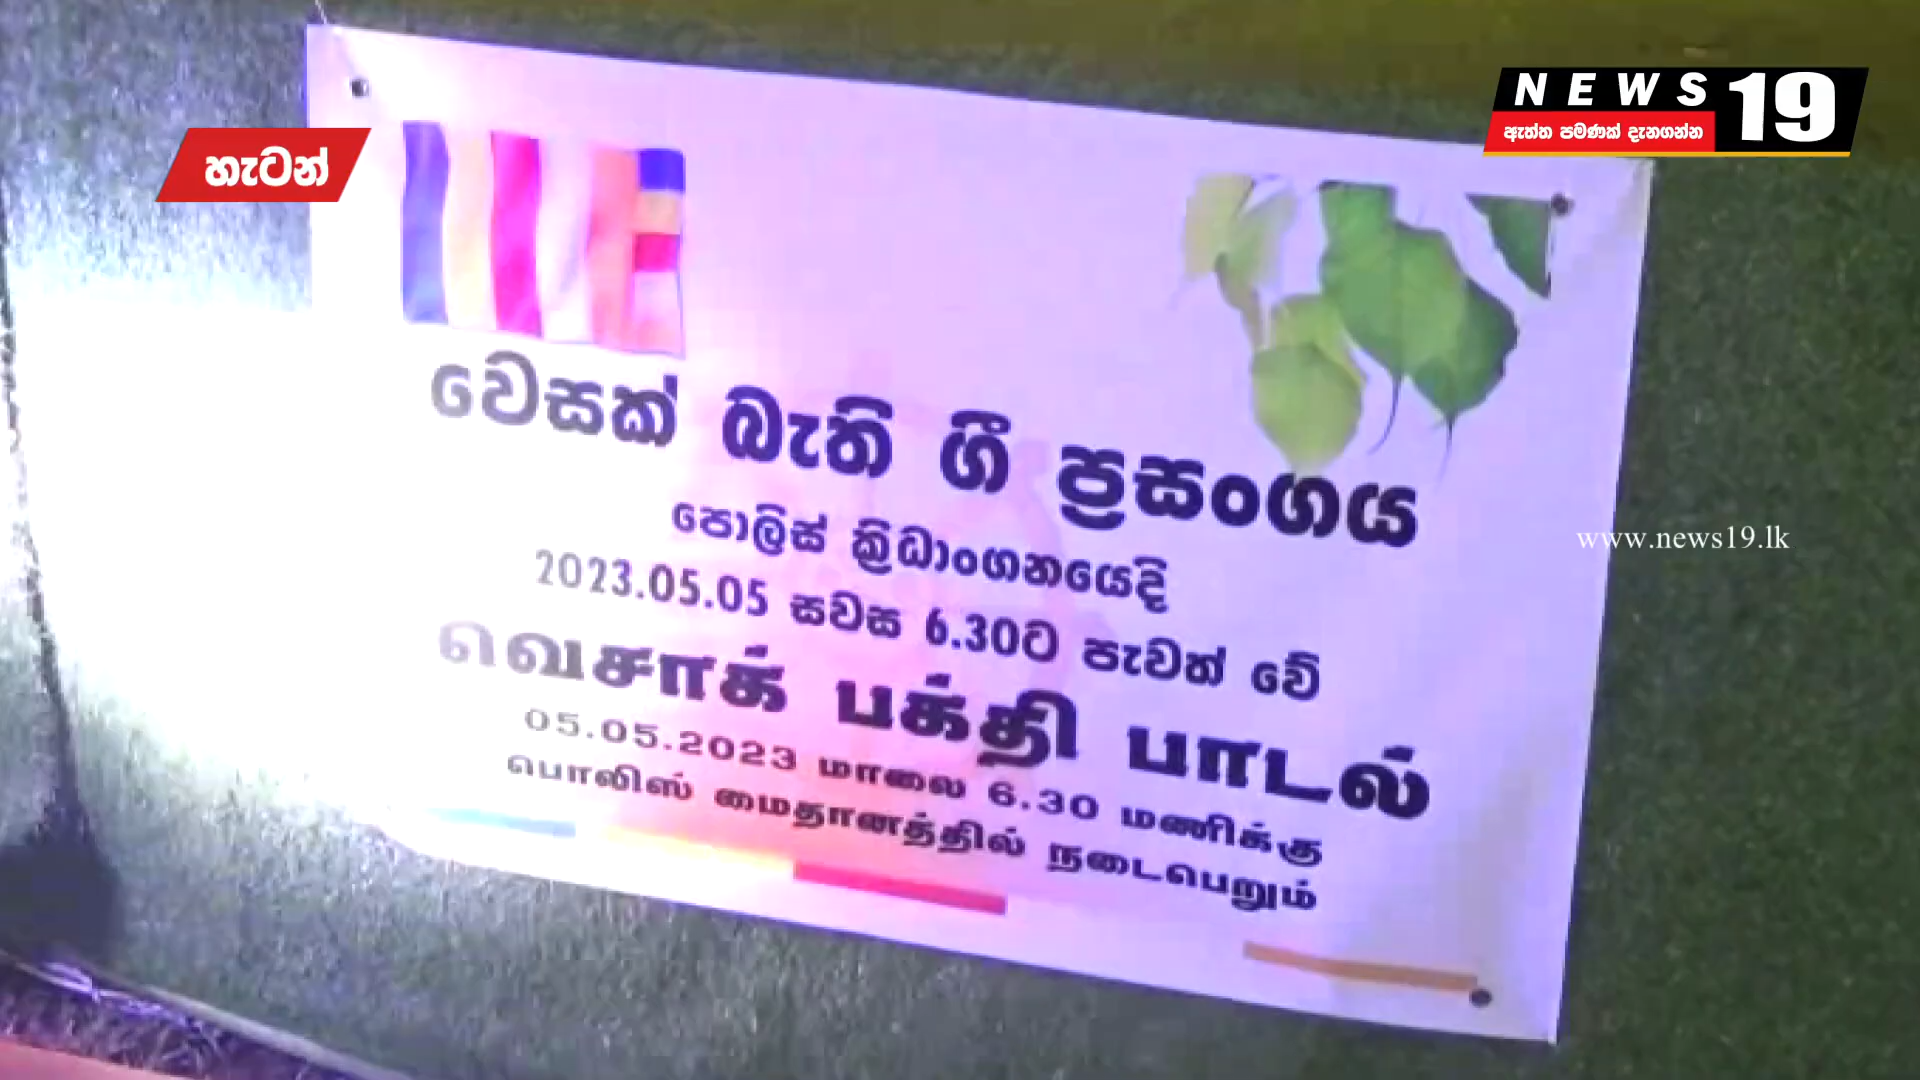 NEWS 19
ඇත්ත පමණක් දැනගන්න
හැටන්
වෙසක් බැති ගී ප්‍රසංගය
පොලිස් ක්‍රිඩාංගනයෙදි
2023.05.05 සවස 6.30ට පැවත් වේ
வெசாக் பக்தி பாடல்
05.05.2023 மாலை 6.30 மணிக்கு
பொலிஸ் மைதானத்தில் நடைபெறும்
www.news19.lk